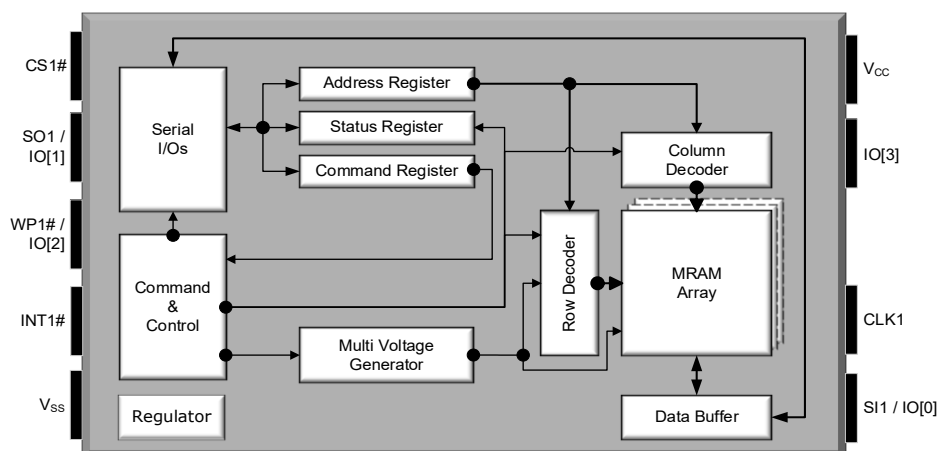 CS1#
SO1 /
IO[1]
WP1# /
IO[2]
INT1#
VSS
Serial
I/Os
Command
&
Control
Regulator
Address Register
Status Register
Command Register
Multi Voltage
Generator
Row Decoder
Column
Decoder
MRAM
Array
Data Buffer
VCC
IO[3]
CLK1
SI1 / IO[0]